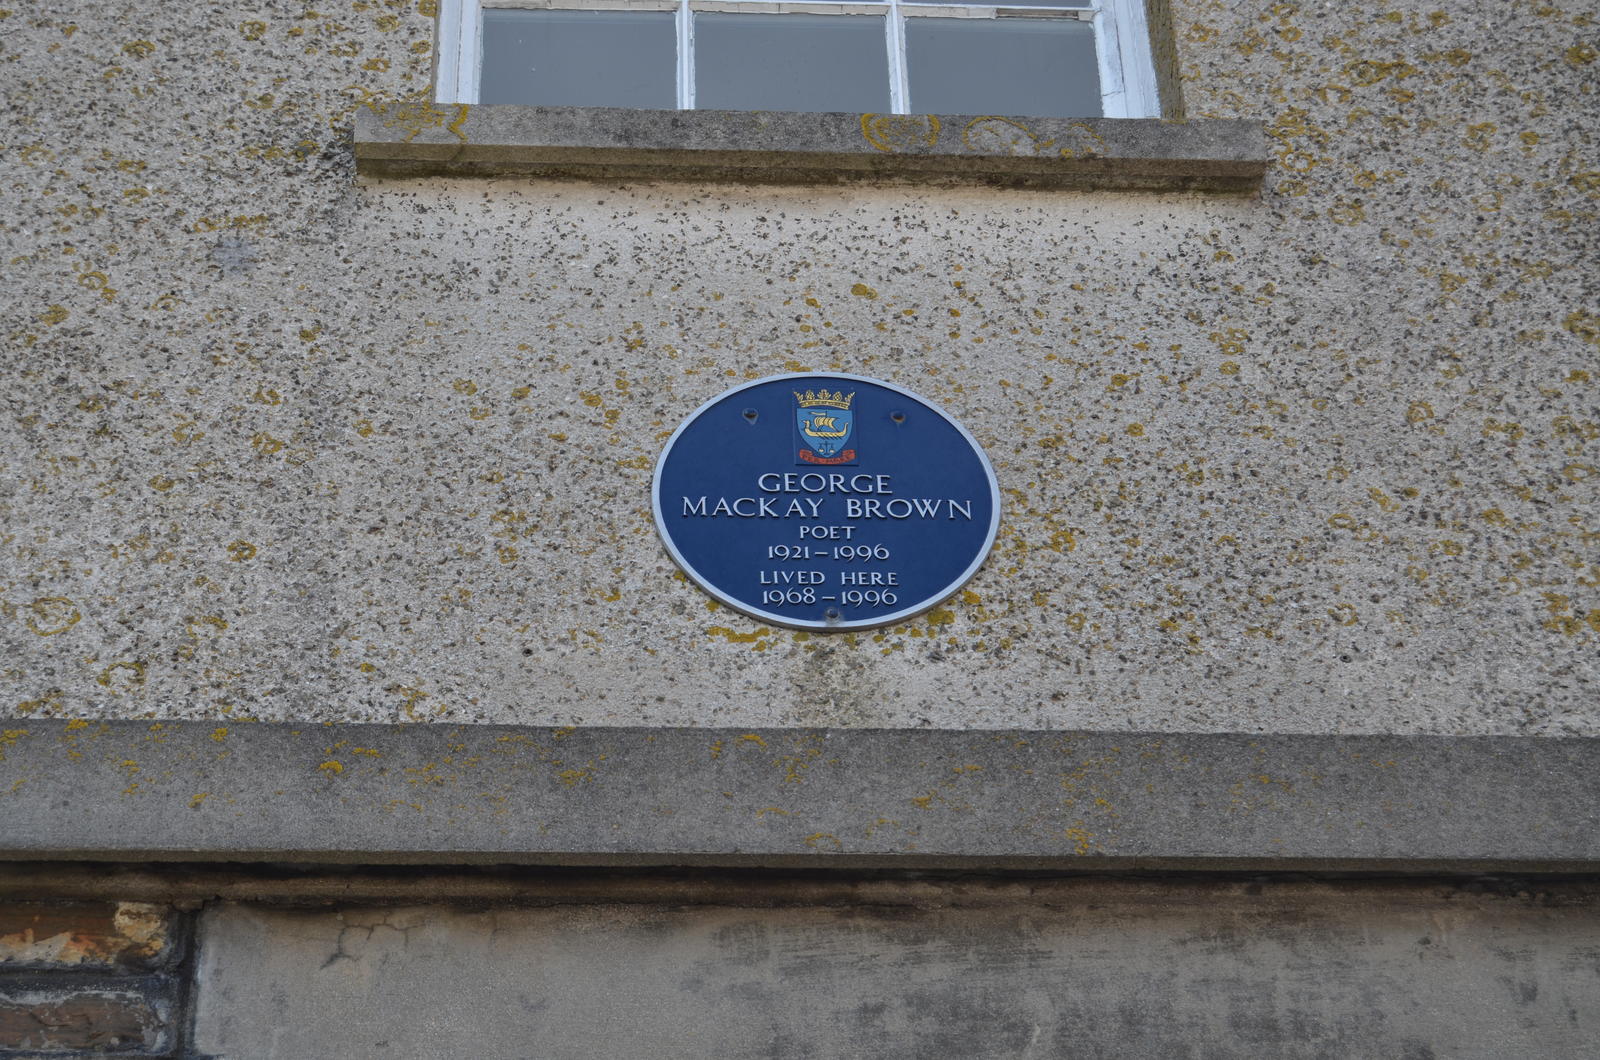 GEORGE
MACKAY BROWN
POET
1921–1996
LIVED HERE
1968–1996